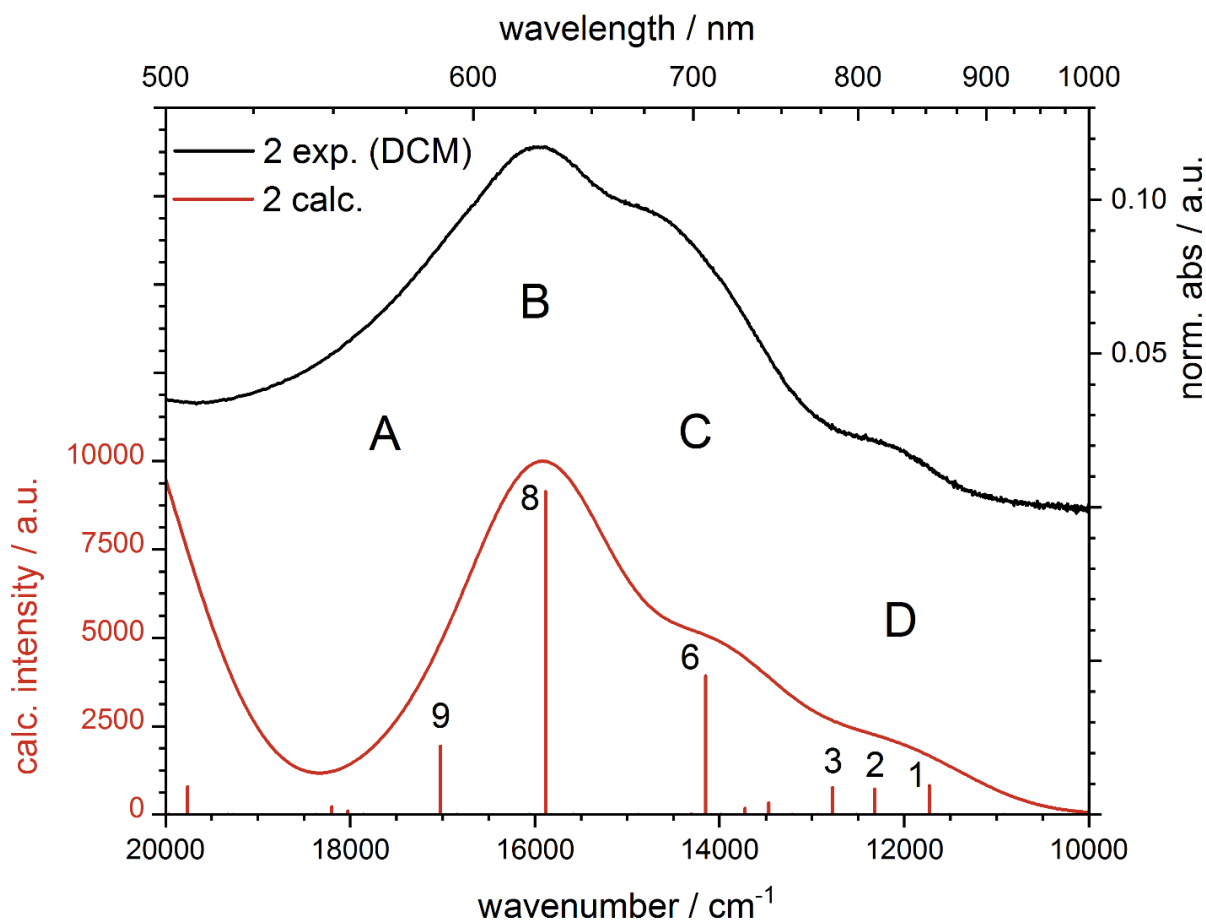 wavelength / nm
500 600 700 800 900 1000
2 exp. (DCM)
2 calc.
0.10
0.05
norm. abs / a.u.
A
B
C
D
10000
7500
5000
2500
0
calc. intensity / a.u.
9
8
6
3
2
1
20000 18000 16000 14000 12000 10000
wavenumber / cm⁻¹